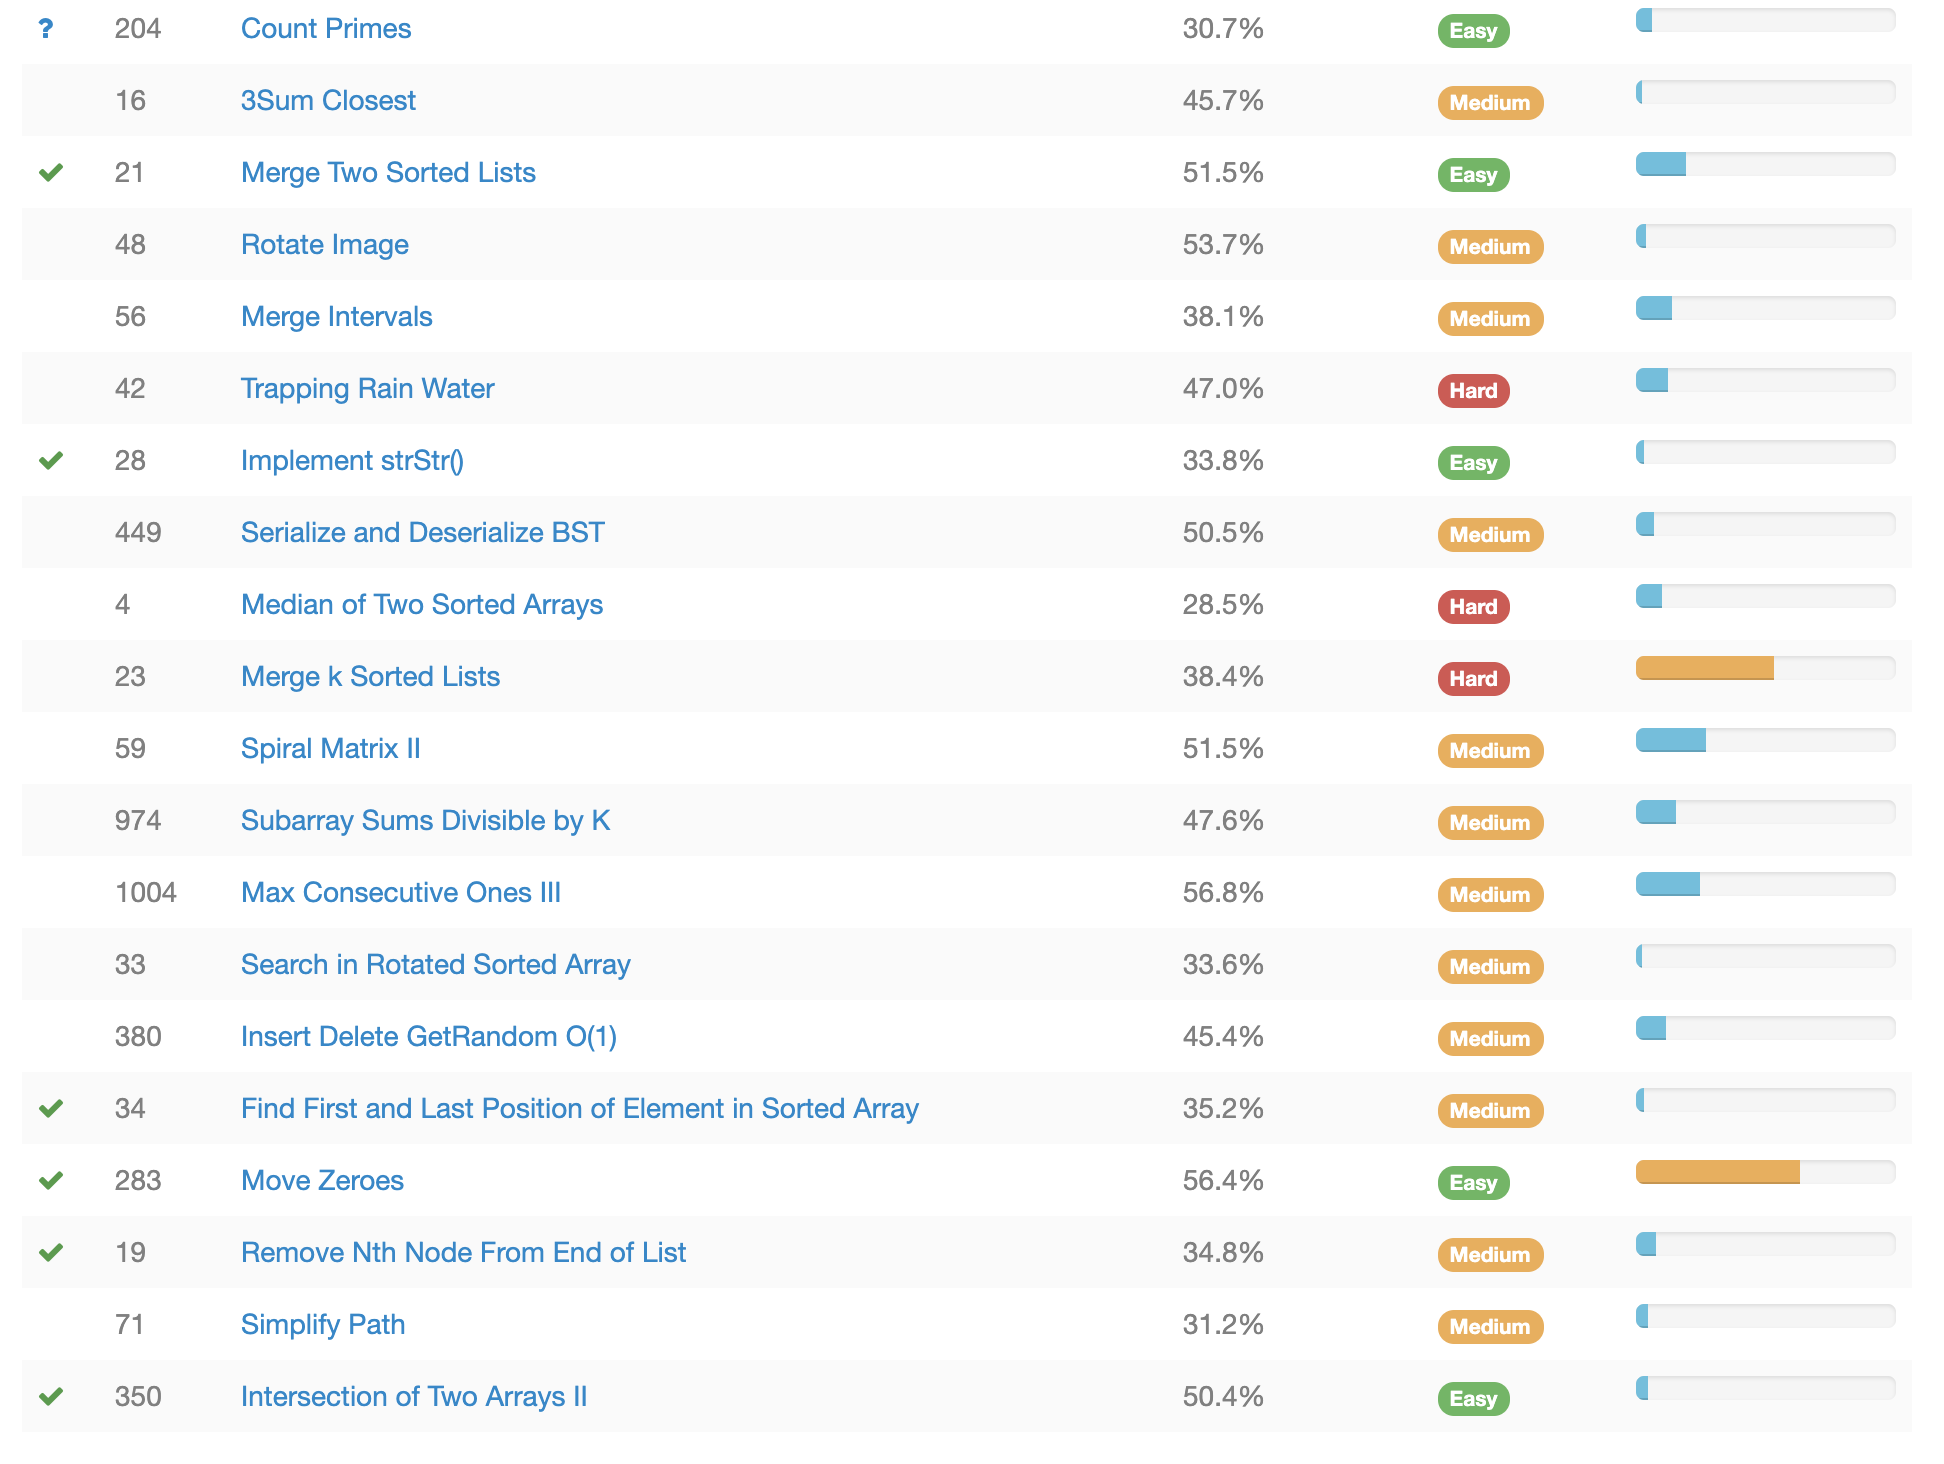 ? 204 Count Primes 30.7% Easy
16 3Sum Closest 45.7% Medium
21 Merge Two Sorted Lists 51.5% Easy
48 Rotate Image 53.7% Medium
56 Merge Intervals 38.1% Medium
42 Trapping Rain Water 47.0% Hard
28 Implement strStr() 33.8% Easy
449 Serialize and Deserialize BST 50.5% Medium
4 Median of Two Sorted Arrays 28.5% Hard
23 Merge k Sorted Lists 38.4% Hard
59 Spiral Matrix II 51.5% Medium
974 Subarray Sums Divisible by K 47.6% Medium
1004 Max Consecutive Ones III 56.8% Medium
33 Search in Rotated Sorted Array 33.6% Medium
380 Insert Delete GetRandom O(1) 45.4% Medium
34 Find First and Last Position of Element in Sorted Array 35.2% Medium
283 Move Zeroes 56.4% Easy
19 Remove Nth Node From End of List 34.8% Medium
71 Simplify Path 31.2% Medium
350 Intersection of Two Arrays II 50.4% Easy